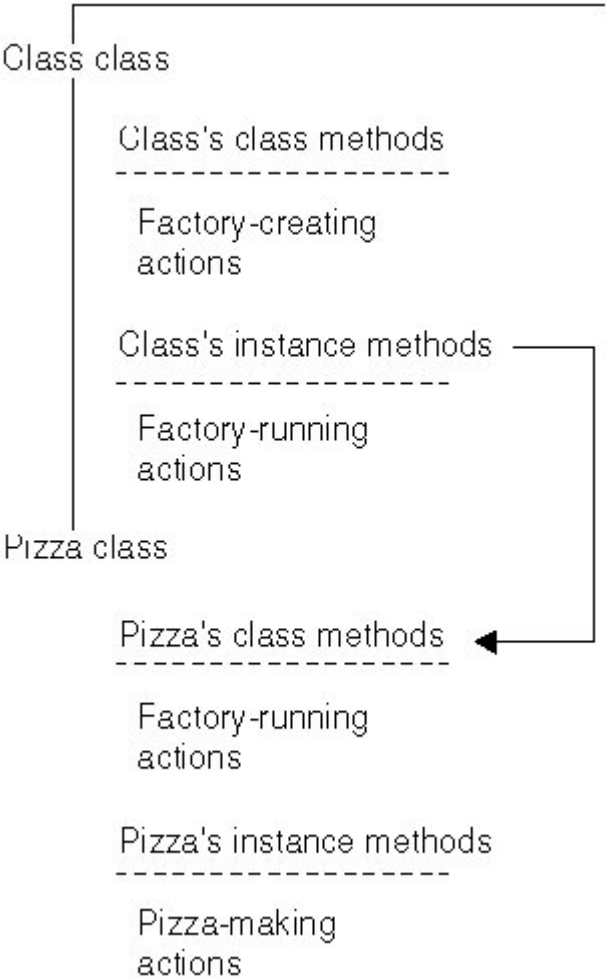 Class class
Class's class methods
Factory-creating
actions
Class's instance methods
Factory-running
actions
Pizza class
Pizza's class methods
Factory-running
actions
Pizza's instance methods
Pizza-making
actions